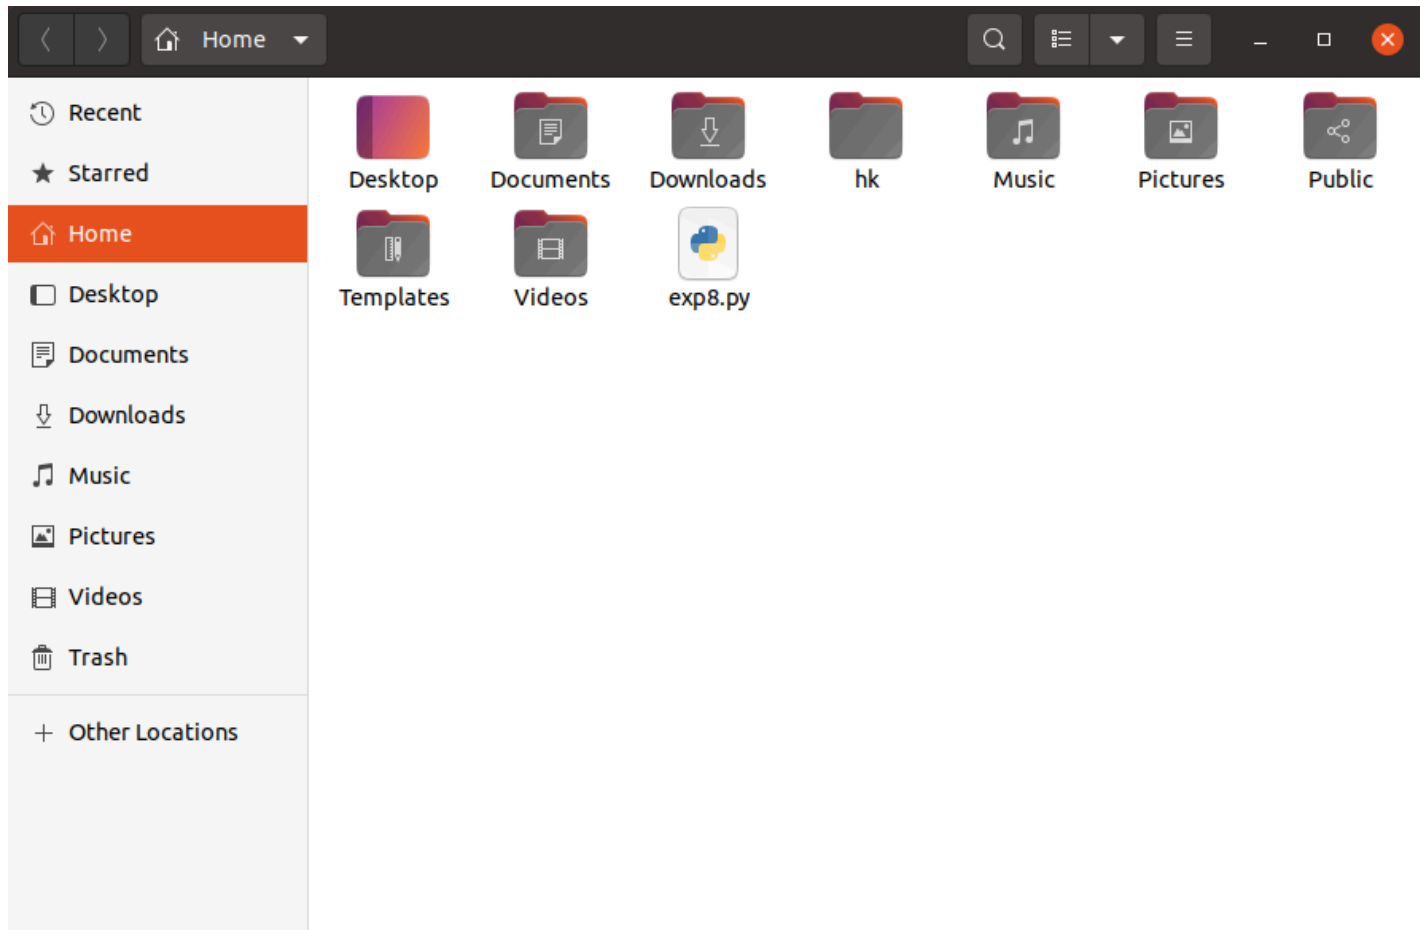 Home
Recent
Starred
Home
Desktop
Documents
Downloads
Music
Pictures
Videos
Trash
Other Locations
Desktop Documents Downloads hk Music Pictures Public
Templates Videos exp8.py